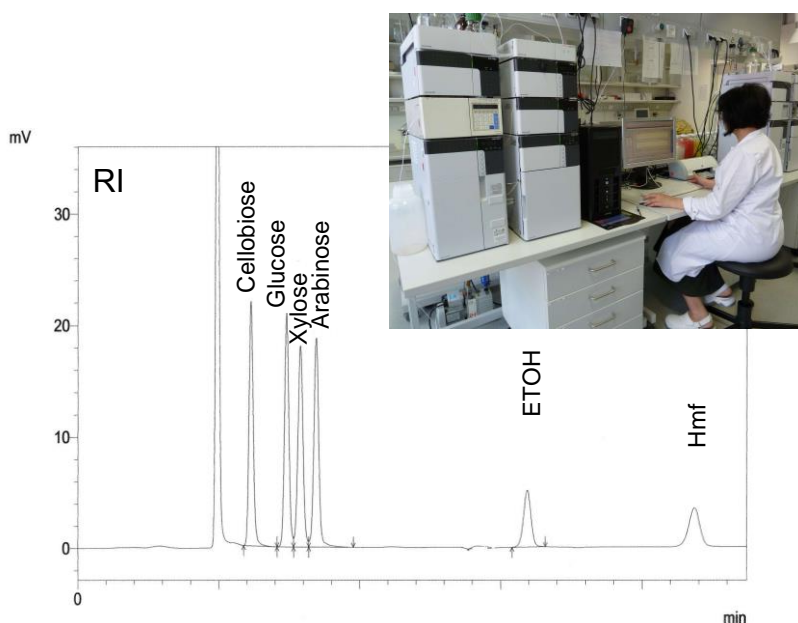 mV
RI
Cellobiose
Glucose
Xylose
Arabinose
ETOH
Hmf
30
20
10
0
0
min